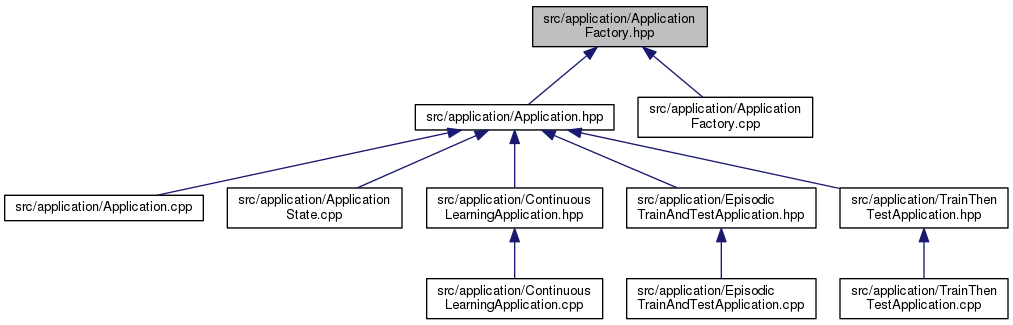 src/application/Application
Factory.hpp
src/application/Application.hpp
src/application/Application
Factory.cpp
src/application/Application.cpp
src/application/Application
State.cpp
src/application/Continuous
LearningApplication.hpp
src/application/Episodic
TrainAndTestApplication.hpp
src/application/TrainThen
TestApplication.hpp
src/application/Continuous
LearningApplication.cpp
src/application/Episodic
TrainAndTestApplication.cpp
src/application/TrainThen
TestApplication.cpp